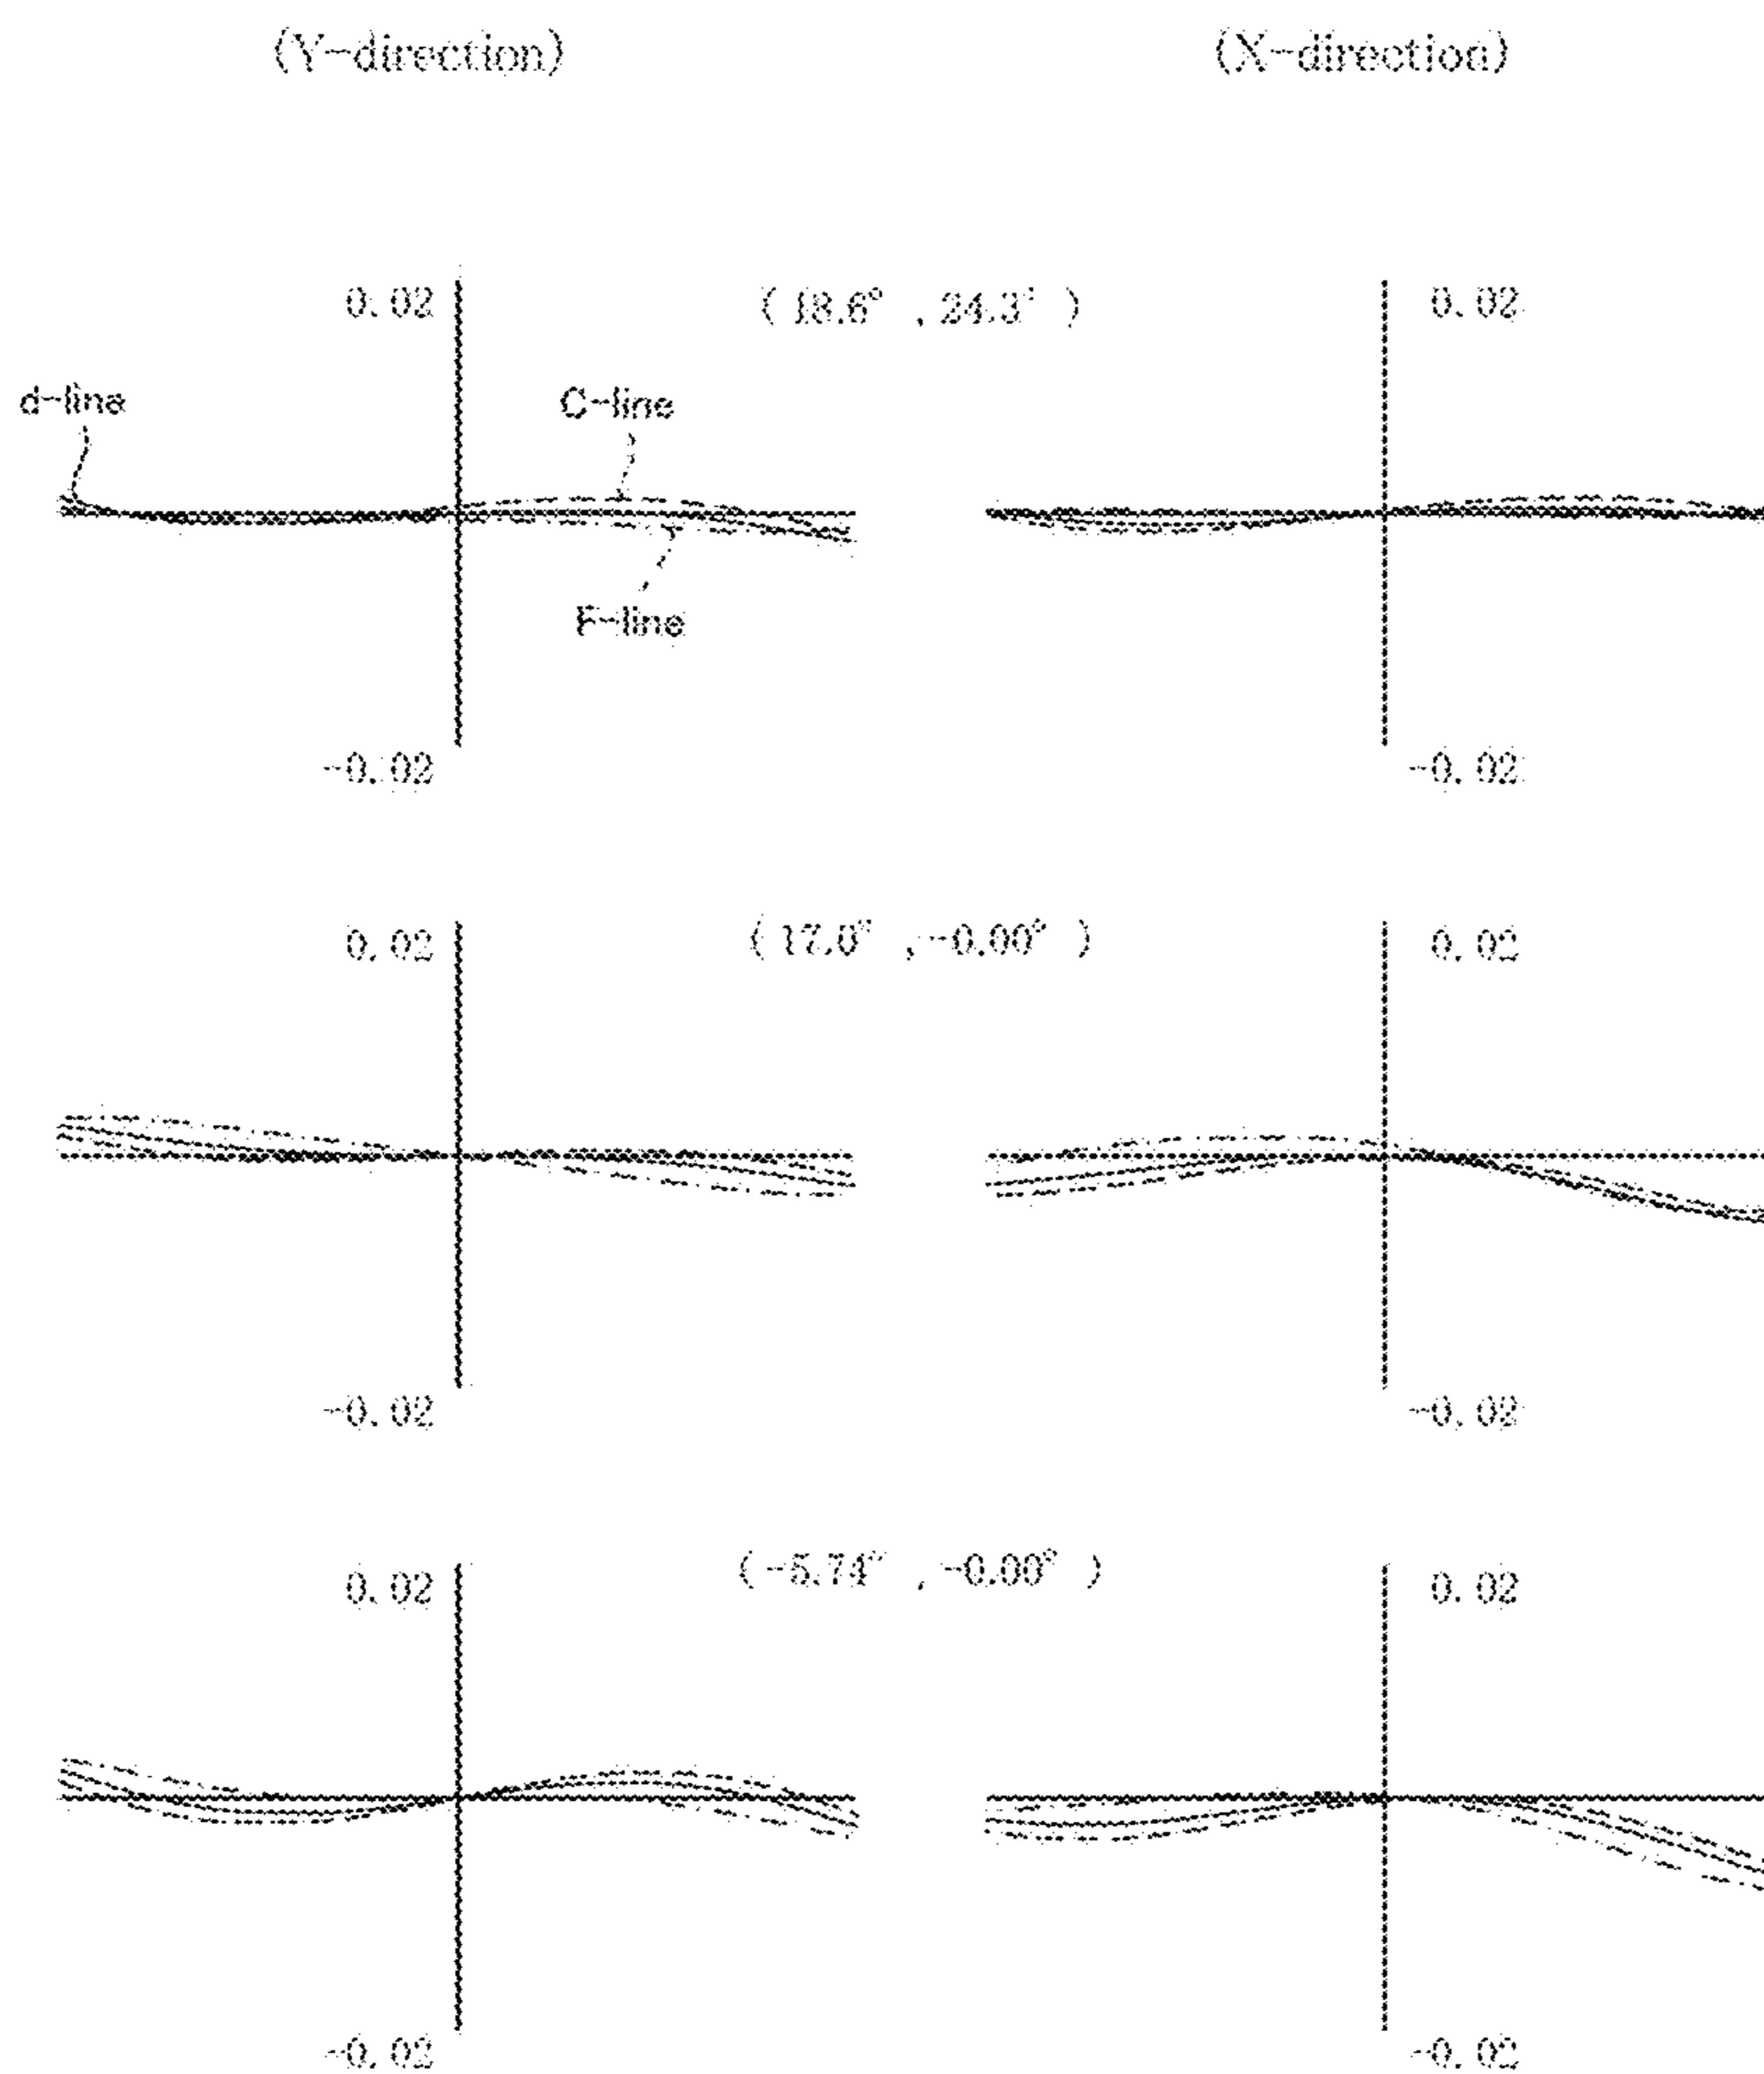 (Y-direction) (X-direction)
0.02 (18.6° , 24.3° ) 0.02
d-line C-line
F-line
-0.02 -0.02
0.02 (17.0° ,-0.00° ) 0.02
-0.02 -0.02
0.02 (-5.74° ,-0.00° ) 0.02
-0.02 -0.02